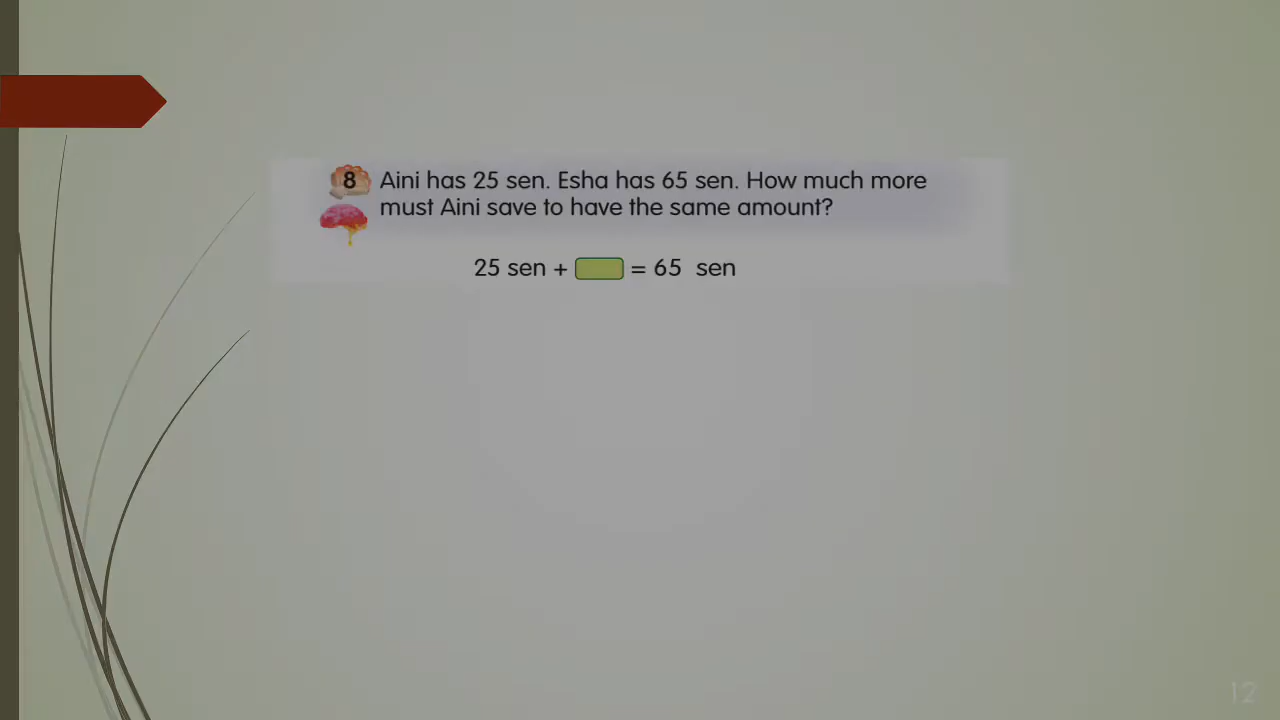 8 Aini has 25 sen. Esha has 65 sen. How much more
must Aini save to have the same amount?
25 sen + = 65 sen
12